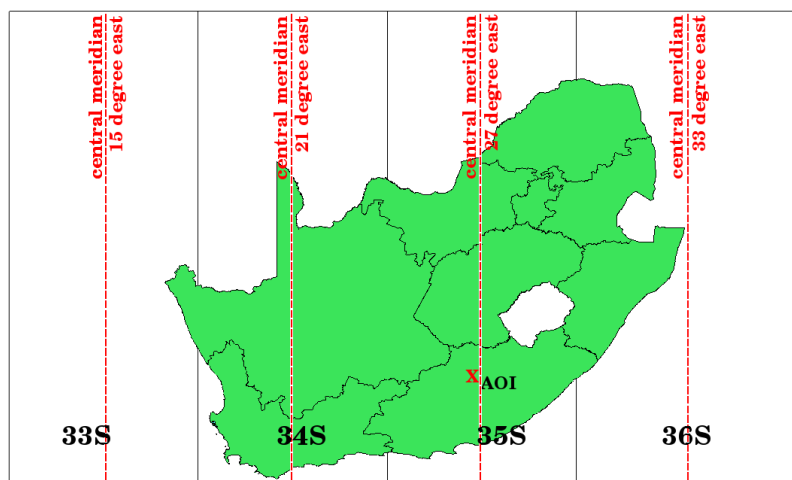 central meridian
15 degree east
central meridian
21 degree east
central meridian
27 degree east
central meridian
33 degree east
X
AOI
33S
34S
35S
36S